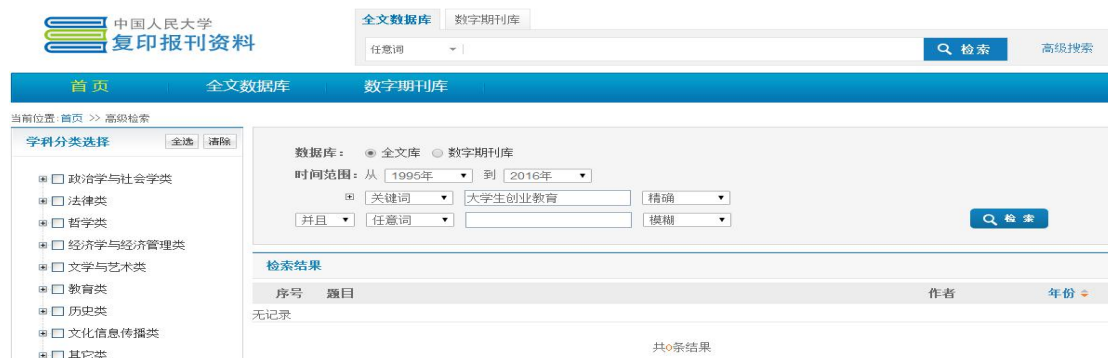 中国人民大学
复印报刊资料
全文数据库 数字期刊库
任意词 检索 高级搜索
首页 全文数据库 数字期刊库
当前位置:首页 >> 高级检索
学科分类选择 全选 清除
政治学与社会学类
法律类
哲学类
经济学与经济管理类
文学与艺术类
教育类
历史类
文化信息传播类
其它类
数据库: 全文库 数字期刊库
时间范围: 从 1995年 到 2016年
关键词 大学生创业教育 精确
并且 任意词 模糊
检索
检索结果
序号 题目 作者 年份
无记录
共0条结果